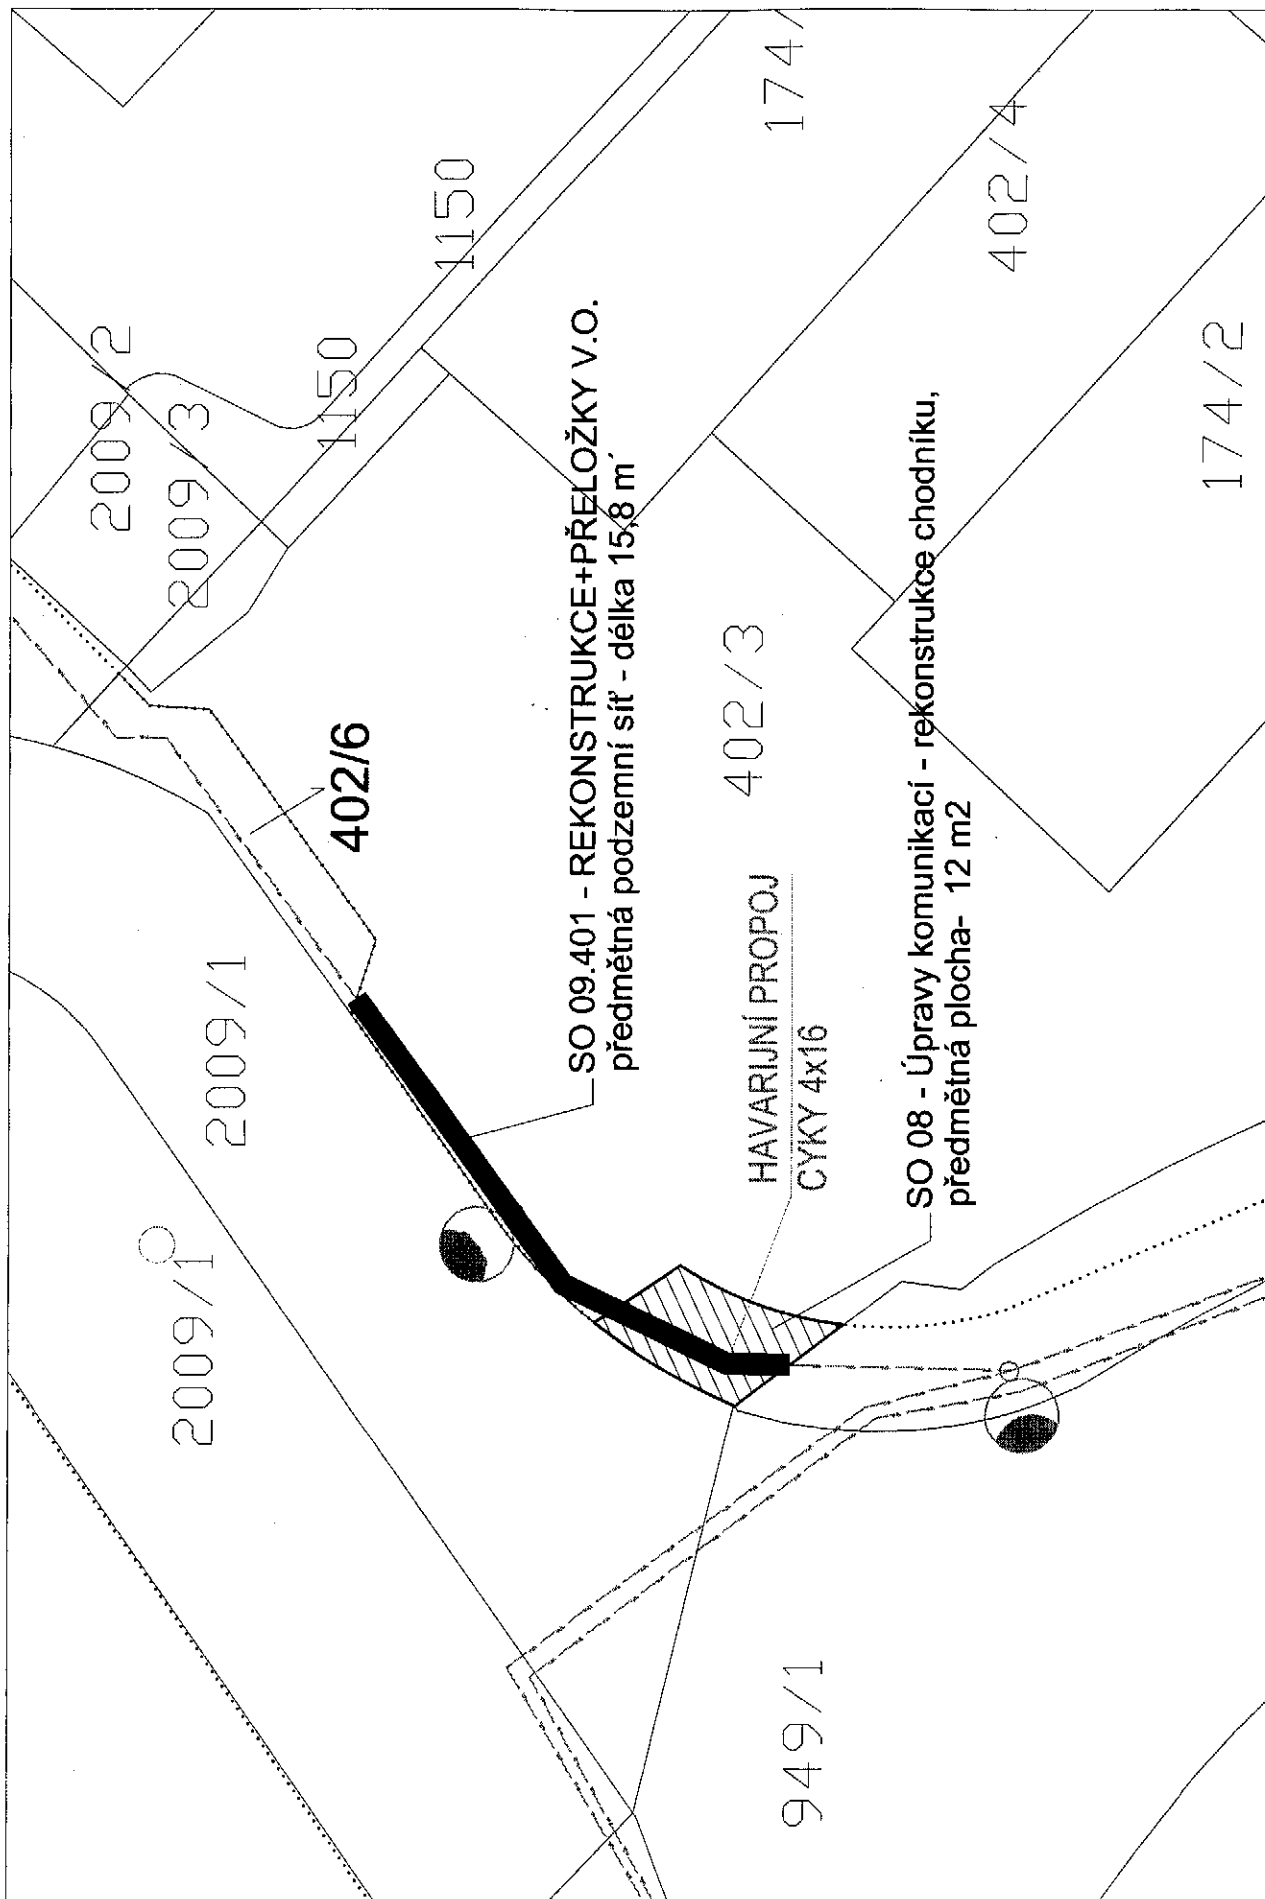 2009/1
2009/1
402/6
2009/2
2009/3
1150
1150
SO 09.401 - REKONSTRUKCE+PŘELOŽKY V.O.
předmětná podzemní síť - délka 15,8 m
402/3
174/
402/4
HAVARIJNÍ PROPOJ
CYKY 4x16
949/1
SO 08 - Úpravy komunikací - rekonstrukce chodníku,
předmětná plocha- 12 m2
174/2